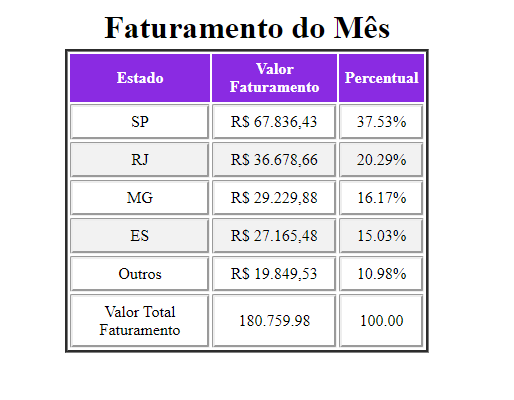 Faturamento do Mês
Estado
Valor
Faturamento
Percentual
SP R$ 67.836,43 37.53%
RJ R$ 36.678,66 20.29%
MG R$ 29.229,88 16.17%
ES R$ 27.165,48 15.03%
Outros R$ 19.849,53 10.98%
Valor Total
Faturamento
180.759.98 100.00